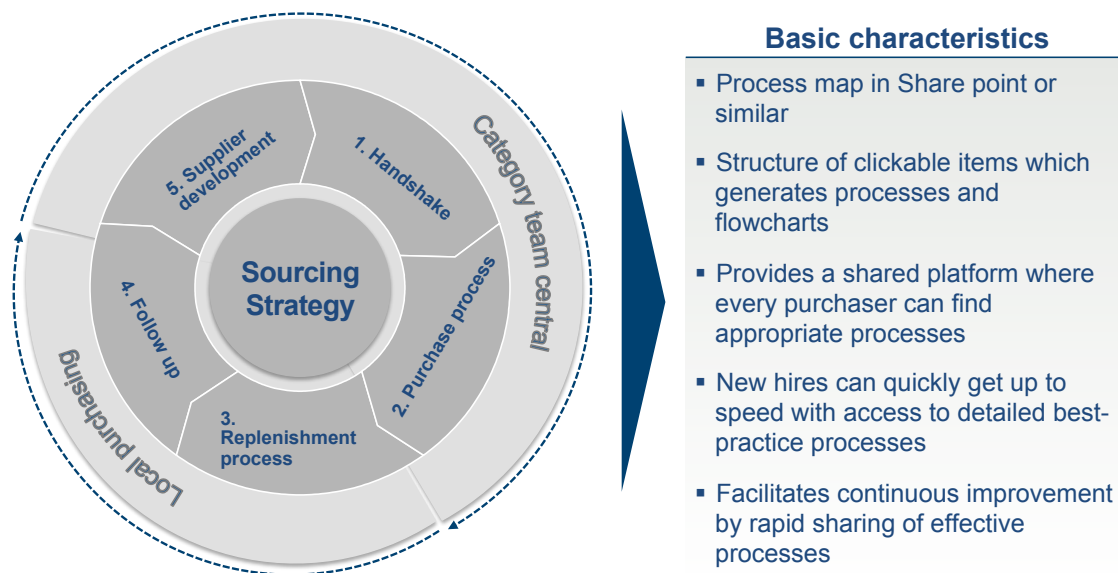 Category team central
Local purchasing
1. Handshake
2. Purchase process
3.
Replenishment
process
4. Follow up
5. Supplier
development
Sourcing
Strategy
Basic characteristics
▪ Process map in Share point or
similar
▪ Structure of clickable items which
generates processes and
flowcharts
▪ Provides a shared platform where
every purchaser can find
appropriate processes
▪ New hires can quickly get up to
speed with access to detailed best-
practice processes
▪ Facilitates continuous improvement
by rapid sharing of effective
processes